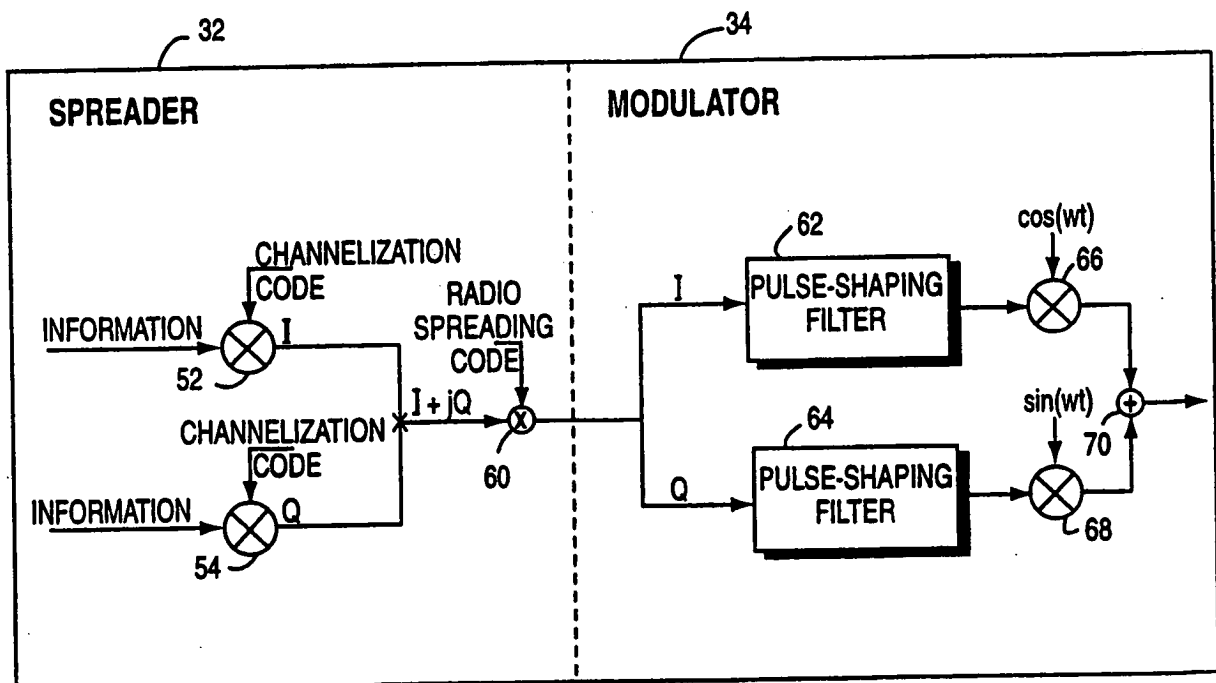 32
34
SPREADER
MODULATOR
CHANNELIZATION
CODE
INFORMATION
I
52
RADIO
SPREADING
CODE
I + jQ
60
CHANNELIZATION
CODE
INFORMATION
Q
54
I
62
PULSE-SHAPING
FILTER
cos(wt)
66
Q
64
PULSE-SHAPING
FILTER
sin(wt)
68
70